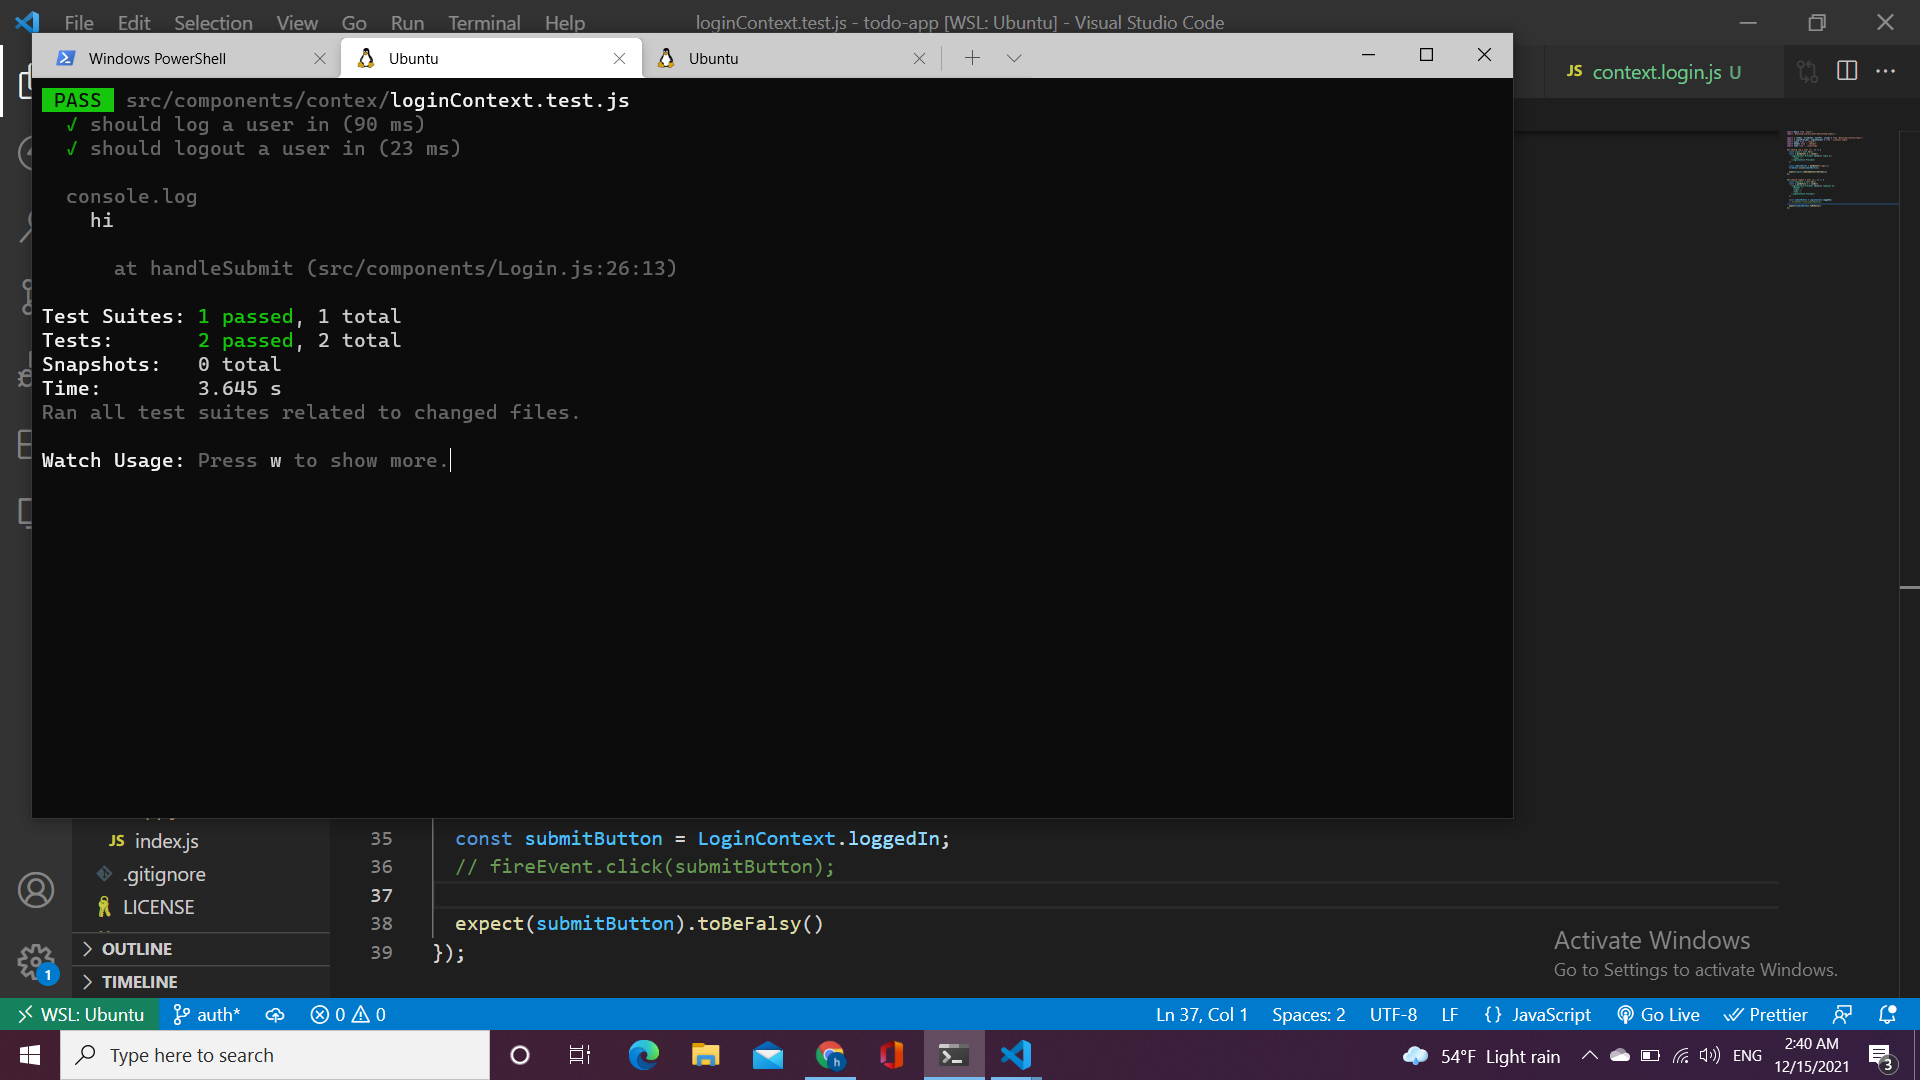 File Edit Selection View Go Run Terminal Help loginContext.test.js - todo-app [WSL: Ubuntu] - Visual Studio Code
Windows PowerShell
Ubuntu
Ubuntu
JS context.login.js U
PASS src/components/contex/loginContext.test.js
√ should log a user in (90 ms)
√ should logout a user in (23 ms)
console.log
hi
at handleSubmit (src/components/Login.js:26:13)
Test Suites: 1 passed, 1 total
Tests: 2 passed, 2 total
Snapshots: 0 total
Time: 3.645 s
Ran all test suites related to changed files.
Watch Usage: Press w to show more.
JS index.js
.gitignore
LICENSE
OUTLINE
TIMELINE
35 const submitButton = LoginContext.loggedIn;
36 // fireEvent.click(submitButton);
37
38 expect(submitButton).toBeFalsy()
39 });
Activate Windows
Go to Settings to activate Windows.
1
WSL: Ubuntu auth* 0 0 Ln 37, Col 1 Spaces: 2 UTF-8 LF {} JavaScript Go Live Prettier
Type here to search
54°F Light rain ENG
2:40 AM
12/15/2021
3